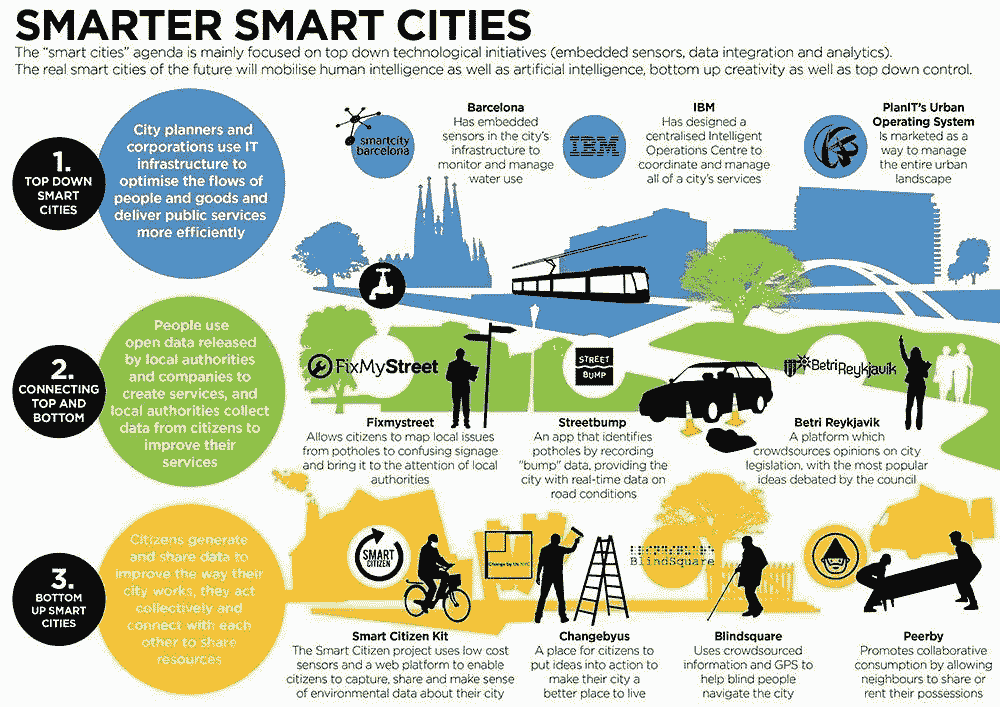 SMARTER SMART CITIES
The "smart cities" agenda is mainly focused on top down technological initiatives (embedded sensors, data integration and analytics).
The real smart cities of the future will mobilise human intelligence as well as artificial intelligence, bottom up creativity as well as top down control.
1.
TOP DOWN
SMART
CITIES
City planners and
corporations use IT
infrastructure to
optimise the flows of
people and goods and
deliver public services
more efficiently
smartcity
barcelona
Barcelona
Has embedded
sensors in the city's
infrastructure to
monitor and manage
water use
IBM
IBM
Has designed a
centralised Intelligent
Operations Centre to
coordinate and manage
all of a city's services
PlanIT's Urban
Operating System
Is marketed as a
way to manage
the entire urban
landscape
2.
CONNECTING
TOP AND
BOTTOM
People use
open data released
by local authorities
and companies to
create services, and
local authorities collect
data from citizens to
improve their
services
FixMyStreet
Fixmystreet
Allows citizens to map local issues
from potholes to confusing signage
and bring it to the attention of local
authorities
STREET
BUMP
Streetbump
An app that identifies
potholes by recording
"bump" data, providing the
city with real-time data on
road conditions
BetriReykjavik
Betri Reykjavik
A platform which
crowdsources opinions on city
legislation, with the most popular
ideas debated by the council
3.
BOTTOM
UP SMART
CITIES
Citizens generate
and share data to
improve the way their
city works, they act
collectively and
connect with each
other to share
resources
SMART
CITIZEN
Smart Citizen Kit
The Smart Citizen project uses low cost
sensors and a web platform to enable
citizens to capture, share and make sense
of environmental data about their city
Change by Us NYC
Changebyus
A place for citizens to
put ideas into action to
make their city a
better place to live
BlindSquare
Blindsquare
Uses crowdsourced
information and GPS to
help blind people
navigate the city
Peerby
Promotes collaborative
consumption by allowing
neighbours to share or
rent their possessions